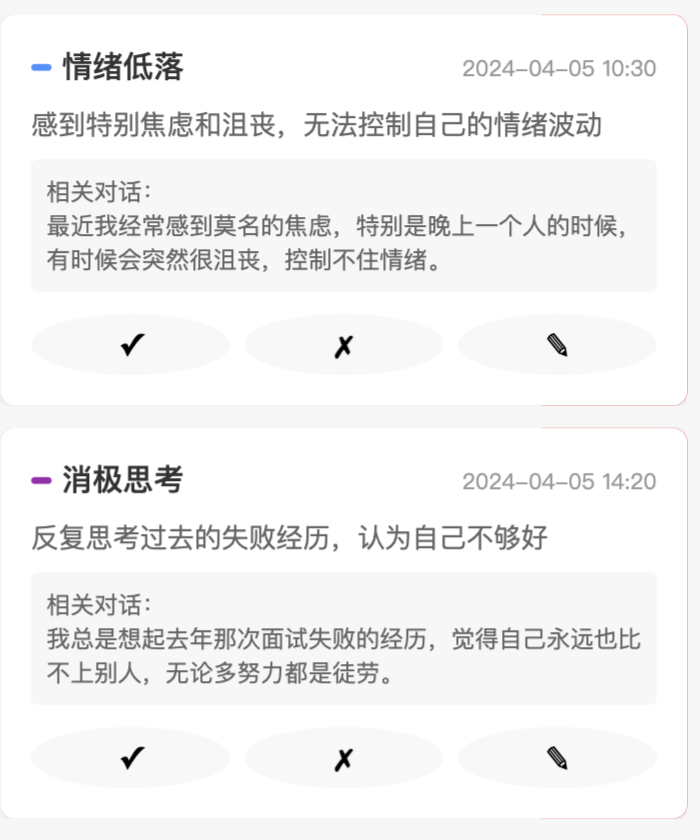 情绪低落
2024-04-05 10:30
感到特别焦虑和沮丧，无法控制自己的情绪波动
相关对话：
最近我经常感到莫名的焦虑，特别是晚上一个人的时候，
有时候会突然很沮丧，控制不住情绪。
✓ ✗ ✎
消极思考
2024-04-05 14:20
反复思考过去的失败经历，认为自己不够好
相关对话：
我总是想起去年那次面试失败的经历，觉得自己永远也比
不上别人，无论多努力都是徒劳。
✓ ✗ ✎